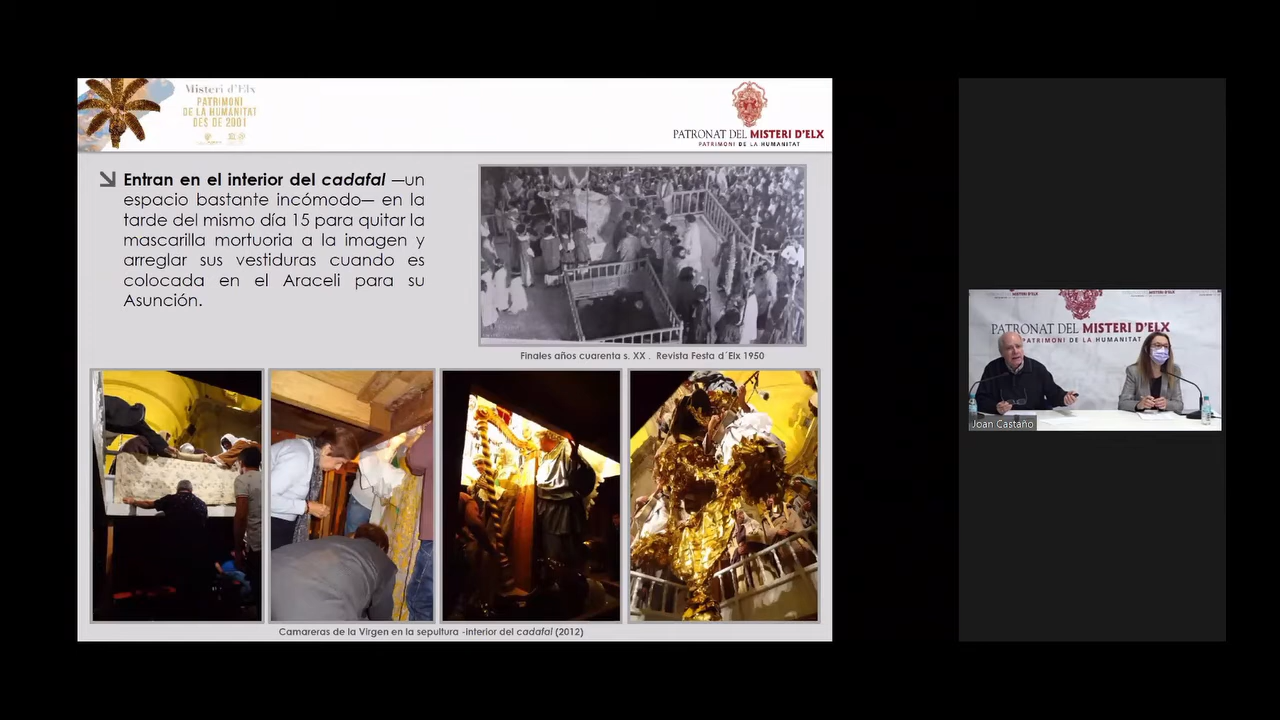 Misteri d'Elx
PATRIMONI
DE LA HUMANITAT
DES DE 2001
PATRONAT DEL MISTERI D'ELX
PATRIMONI DE LA HUMANITAT
Entran en el interior del cadafal —un
espacio bastante incómodo— en la
tarde del mismo día 15 para quitar la
mascarilla mortuoria a la imagen y
arreglar sus vestiduras cuando es
colocada en el Araceli para su
Asunción.
Finales años cuarenta s. XX . Revista Festa d´Elx 1950
Camareras de la Virgen en la sepultura -interior del cadafal (2012)
PATRONAT DEL MISTERI D'ELX
PATRIMONI DE LA HUMANITAT
Joan Castaño